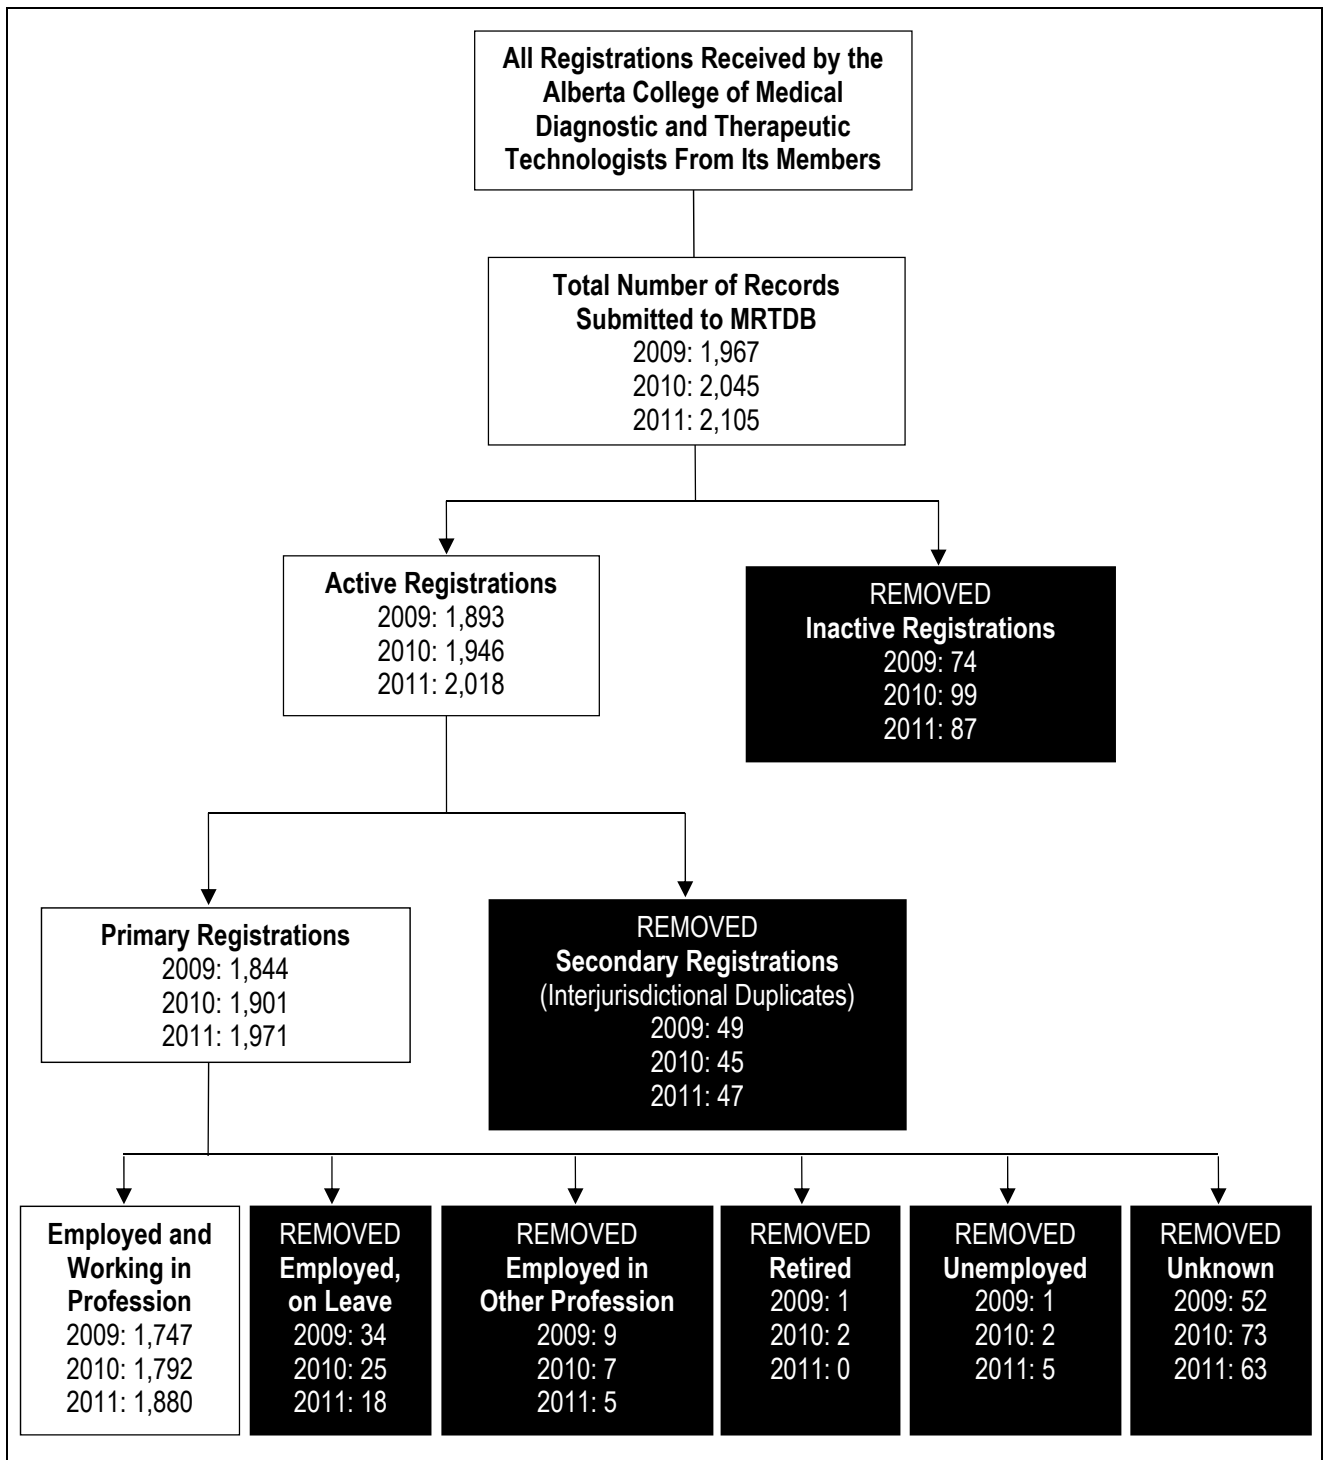 All Registrations Received by the
Alberta College of Medical
Diagnostic and Therapeutic
Technologists From Its Members
Total Number of Records
Submitted to MRTDB
2009: 1,967
2010: 2,045
2011: 2,105
Active Registrations
2009: 1,893
2010: 1,946
2011: 2,018
REMOVED
Inactive Registrations
2009: 74
2010: 99
2011: 87
Primary Registrations
2009: 1,844
2010: 1,901
2011: 1,971
REMOVED
Secondary Registrations
(Interjurisdictional Duplicates)
2009: 49
2010: 45
2011: 47
Employed and
Working in
Profession
2009: 1,747
2010: 1,792
2011: 1,880
REMOVED
Employed,
on Leave
2009: 34
2010: 25
2011: 18
REMOVED
Employed in
Other Profession
2009: 9
2010: 7
2011: 5
REMOVED
Retired
2009: 1
2010: 2
2011: 0
REMOVED
Unemployed
2009: 1
2010: 2
2011: 5
REMOVED
Unknown
2009: 52
2010: 73
2011: 63